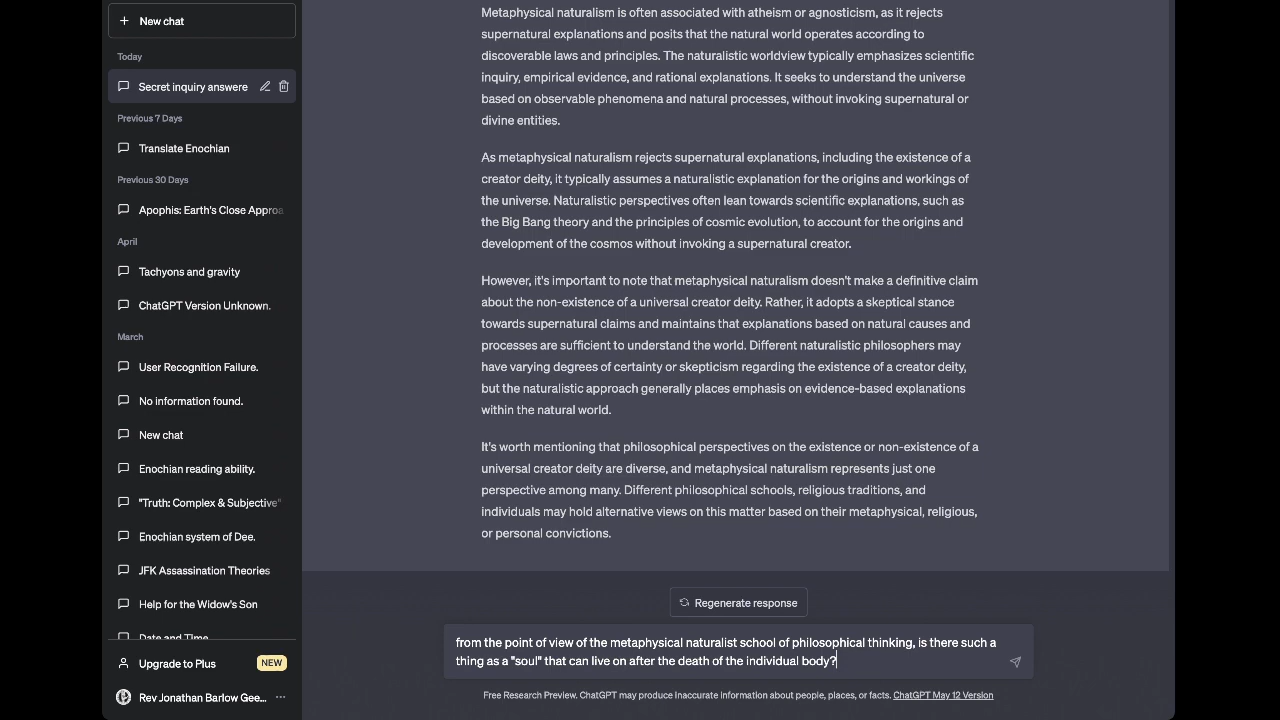 New chat
Today
Secret inquiry answere
Previous 7 Days
Translate Enochian
Previous 30 Days
Apophis: Earth's Close Approa
April
Tachyons and gravity
ChatGPT Version Unknown.
March
User Recognition Failure.
No information found.
New chat
Enochian reading ability.
"Truth: Complex & Subjective"
Enochian system of Dee.
JFK Assassination Theories
Help for the Widow's Son
Date and Time
Upgrade to Plus NEW
Rev Jonathan Barlow Gee...
Metaphysical naturalism is often associated with atheism or agnosticism, as it rejects
supernatural explanations and posits that the natural world operates according to
discoverable laws and principles. The naturalistic worldview typically emphasizes scientific
inquiry, empirical evidence, and rational explanations. It seeks to understand the universe
based on observable phenomena and natural processes, without invoking supernatural or
divine entities.
As metaphysical naturalism rejects supernatural explanations, including the existence of a
creator deity, it typically assumes a naturalistic explanation for the origins and workings of
the universe. Naturalistic perspectives often lean towards scientific explanations, such as
the Big Bang theory and the principles of cosmic evolution, to account for the origins and
development of the cosmos without invoking a supernatural creator.
However, it's important to note that metaphysical naturalism doesn't make a definitive claim
about the non-existence of a universal creator deity. Rather, it adopts a skeptical stance
towards supernatural claims and maintains that explanations based on natural causes and
processes are sufficient to understand the world. Different naturalistic philosophers may
have varying degrees of certainty or skepticism regarding the existence of a creator deity,
but the naturalistic approach generally places emphasis on evidence-based explanations
within the natural world.
It's worth mentioning that philosophical perspectives on the existence or non-existence of a
universal creator deity are diverse, and metaphysical naturalism represents just one
perspective among many. Different philosophical schools, religious traditions, and
individuals may hold alternative views on this matter based on their metaphysical, religious,
or personal convictions.
Regenerate response
from the point of view of the metaphysical naturalist school of philosophical thinking, is there such a
thing as a "soul" that can live on after the death of the individual body?
Free Research Preview. ChatGPT may produce inaccurate information about people, places, or facts. ChatGPT May 12 Version